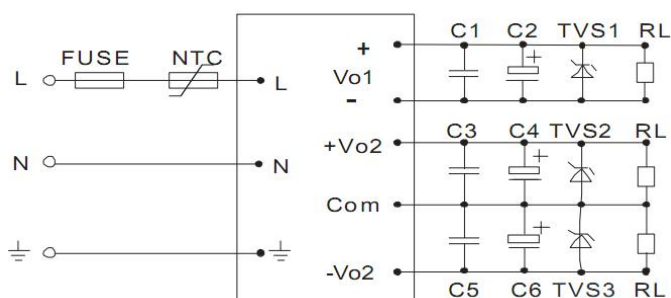 C1 C2 TVS1 RL
FUSE NTC
+
L L
Vo1
-
C3 C4 TVS2 RL
+Vo2
N N
Com
-Vo2
C5 C6 TVS3 RL
+
+
+